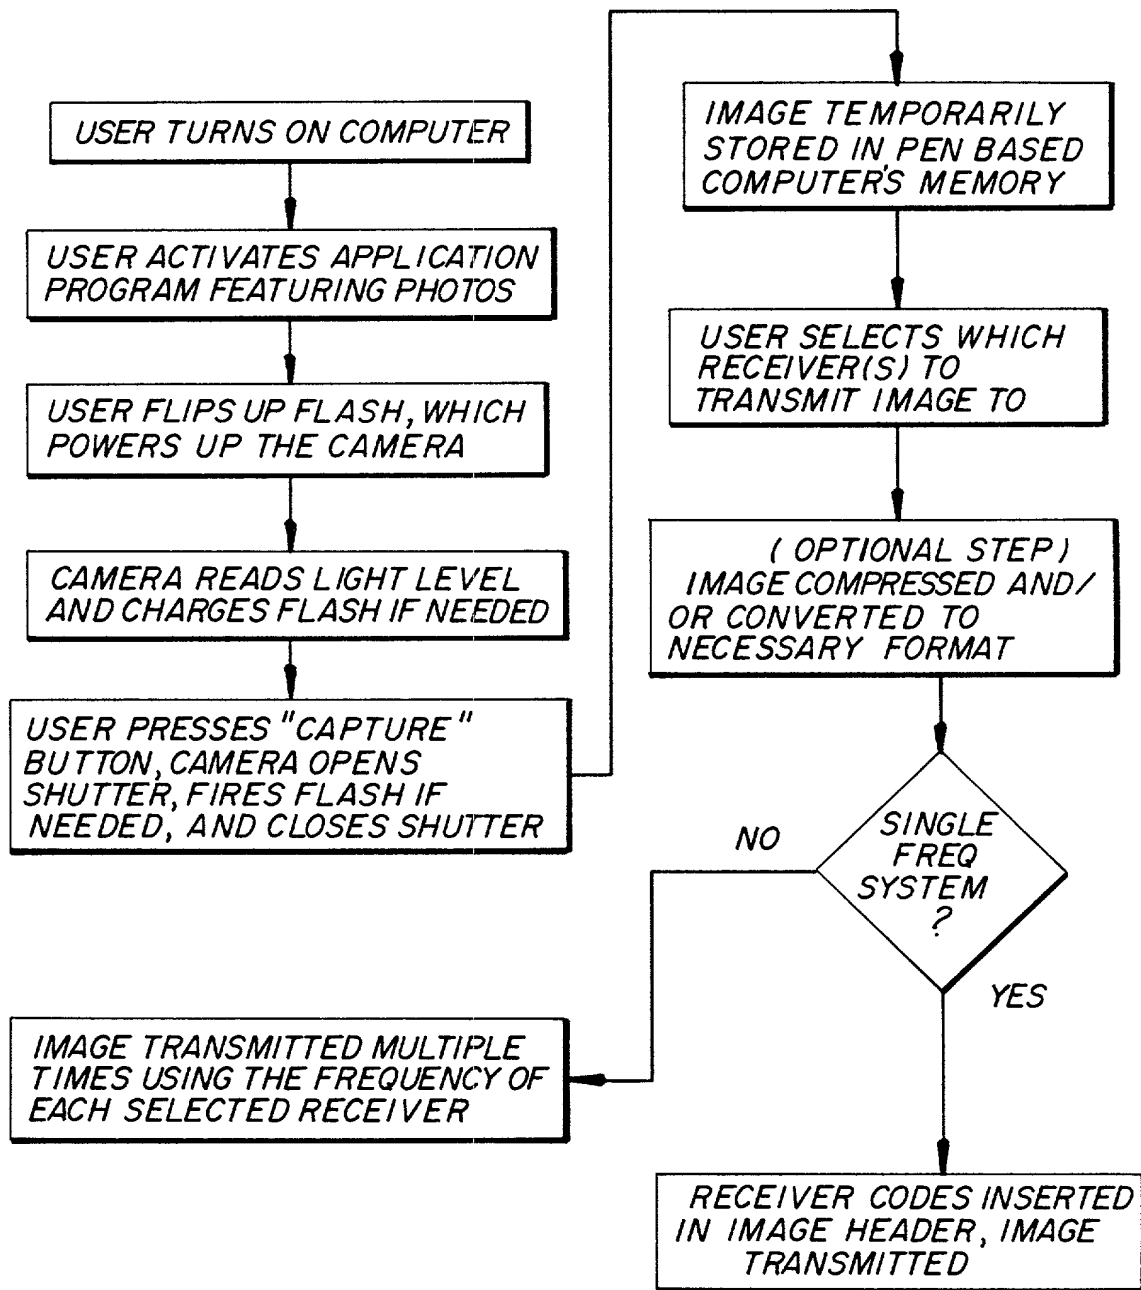 USER TURNS ON COMPUTER
USER ACTIVATES APPLICATION
PROGRAM FEATURING PHOTOS
USER FLIPS UP FLASH, WHICH
POWERS UP THE CAMERA
CAMERA READS LIGHT LEVEL
AND CHARGES FLASH IF NEEDED
USER PRESSES "CAPTURE"
BUTTON, CAMERA OPENS
SHUTTER, FIRES FLASH IF
NEEDED, AND CLOSES SHUTTER
IMAGE TEMPORARILY
STORED IN PEN BASED
COMPUTER'S MEMORY
USER SELECTS WHICH
RECEIVER(S) TO
TRANSMIT IMAGE TO
(OPTIONAL STEP)
IMAGE COMPRESSED AND/
OR CONVERTED TO
NECESSARY FORMAT
SINGLE
FREQ
SYSTEM
?
NO
YES
IMAGE TRANSMITTED MULTIPLE
TIMES USING THE FREQUENCY OF
EACH SELECTED RECEIVER
RECEIVER CODES INSERTED
IN IMAGE HEADER, IMAGE
TRANSMITTED